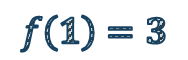 f(1) = 3